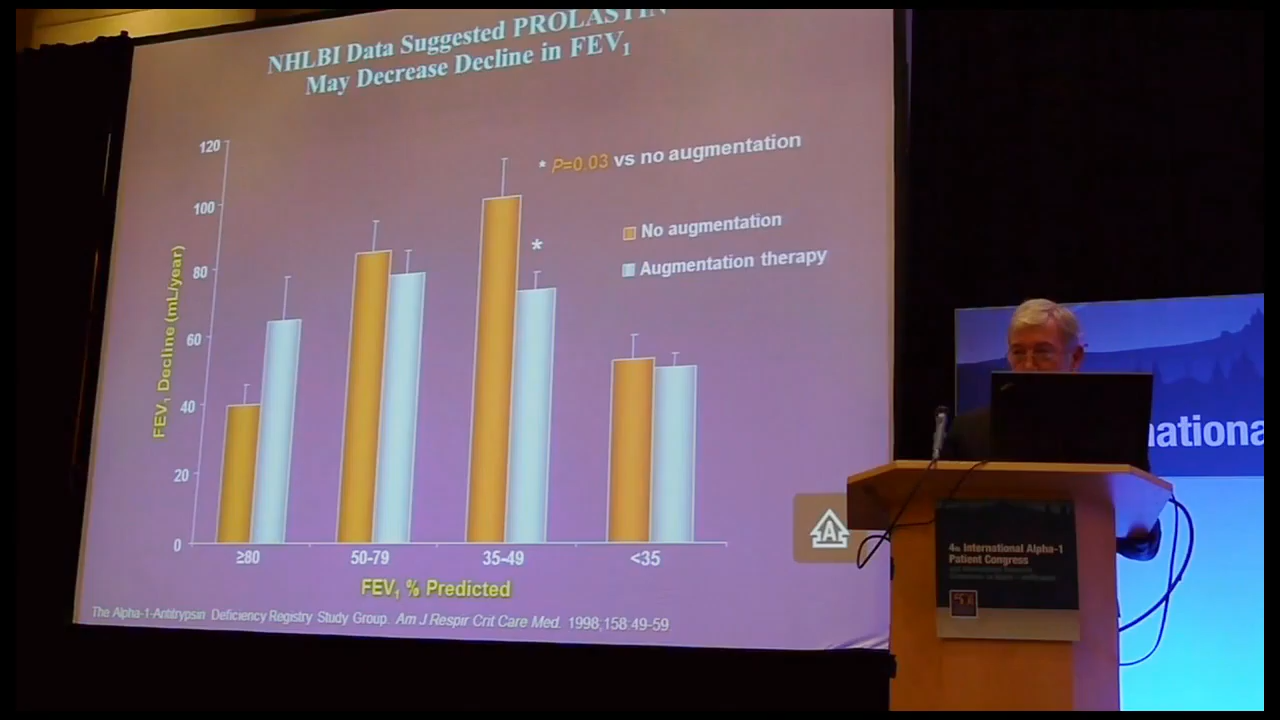 NHLBI Data Suggested PROLASTIN
May Decrease Decline in FEV₁
120
100
80
60
40
20
0
FEV₁ Decline (mL/year)
* P=0.03 vs no augmentation
No augmentation
Augmentation therapy
*
≥80 50-79 35-49 <35
FEV₁ % Predicted
The Alpha-1-Antitrypsin Deficiency Registry Study Group. Am J Respir Crit Care Med. 1998;158:49-59
A
nationa
4th International Alpha-1
Patient Congress